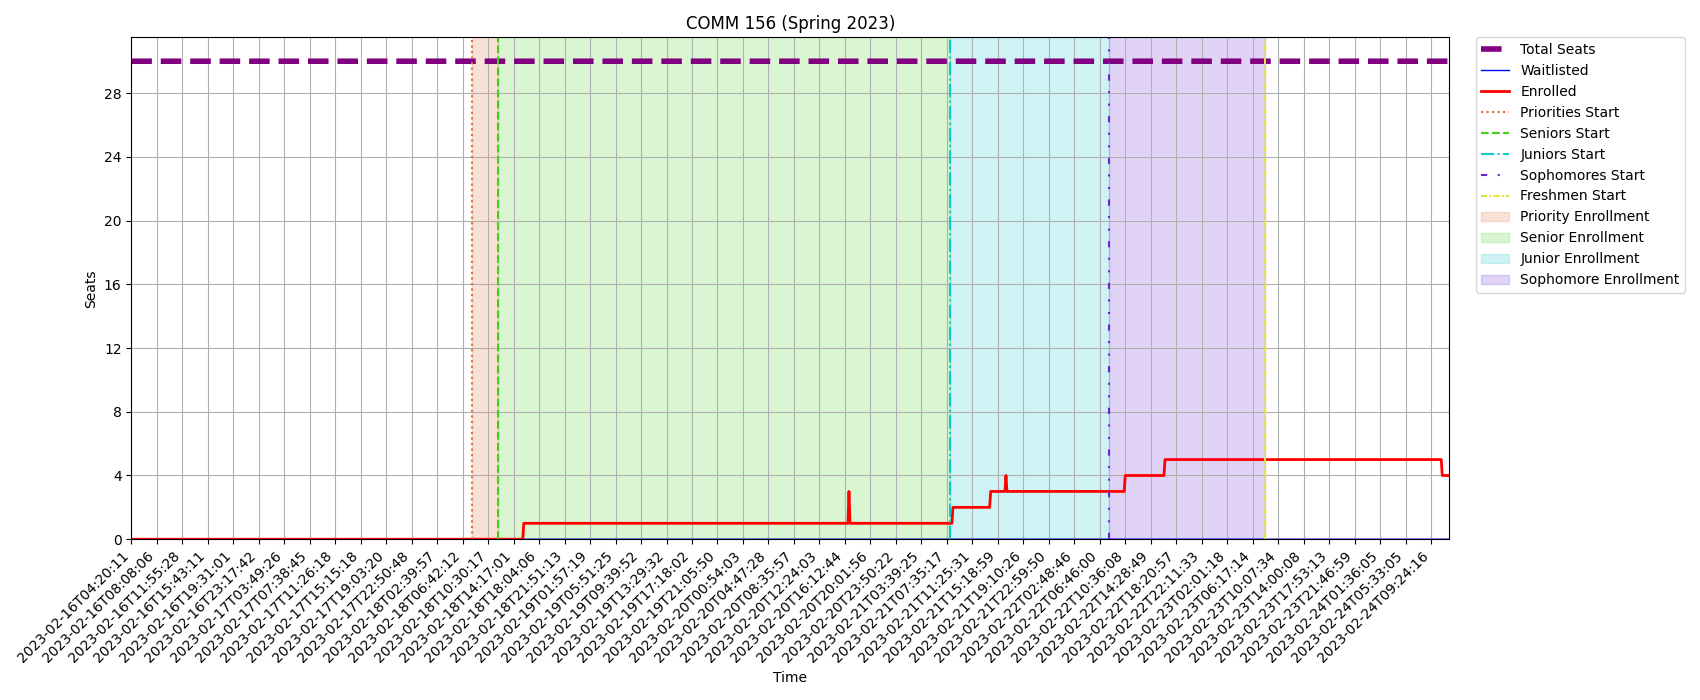 COMM 156 (Spring 2023)
Seats
28
24
20
16
12
8
4
0
2023-02-16T04:20:11
2023-02-16T08:08:06
2023-02-16T11:55:28
2023-02-16T15:43:11
2023-02-16T19:31:01
2023-02-16T23:17:42
2023-02-17T03:49:26
2023-02-17T07:38:45
2023-02-17T11:26:18
2023-02-17T15:15:18
2023-02-17T19:03:20
2023-02-17T22:50:48
2023-02-18T02:39:57
2023-02-18T06:42:12
2023-02-18T10:30:17
2023-02-18T14:17:01
2023-02-18T18:04:06
2023-02-18T21:51:13
2023-02-19T01:57:19
2023-02-19T05:51:25
2023-02-19T09:39:52
2023-02-19T13:29:32
2023-02-19T17:18:02
2023-02-19T21:05:50
2023-02-20T00:54:03
2023-02-20T04:47:28
2023-02-20T08:35:57
2023-02-20T12:24:03
2023-02-20T16:12:44
2023-02-20T20:01:56
2023-02-20T23:50:22
2023-02-21T03:39:25
2023-02-21T07:35:17
2023-02-21T11:25:31
2023-02-21T15:18:59
2023-02-21T19:10:26
2023-02-21T22:59:50
2023-02-22T02:48:46
2023-02-22T06:46:00
2023-02-22T10:36:08
2023-02-22T14:28:49
2023-02-22T18:20:57
2023-02-22T22:11:33
2023-02-23T02:01:18
2023-02-23T06:17:14
2023-02-23T10:07:34
2023-02-23T14:00:08
2023-02-23T17:53:13
2023-02-23T21:46:59
2023-02-24T01:36:05
2023-02-24T05:33:05
2023-02-24T09:24:16
Time
Total Seats
Waitlisted
Enrolled
Priorities Start
Seniors Start
Juniors Start
Sophomores Start
Freshmen Start
Priority Enrollment
Senior Enrollment
Junior Enrollment
Sophomore Enrollment